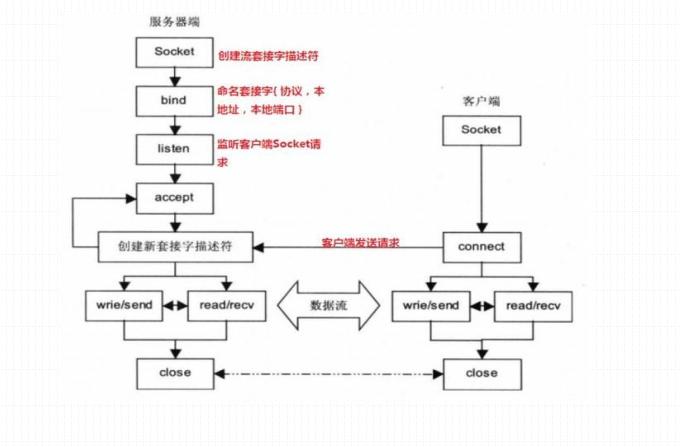 服务器端
Socket
创建流套接字描述符
bind
命名套接字{ 协议，本
地址，本地端口 }
客户端
Socket
listen
监听客户端Socket请
求
accept
创建新套接字描述符
客户端发送请求
connect
wrie/send
read/recv
数据流
wrie/send
read/recv
close
close